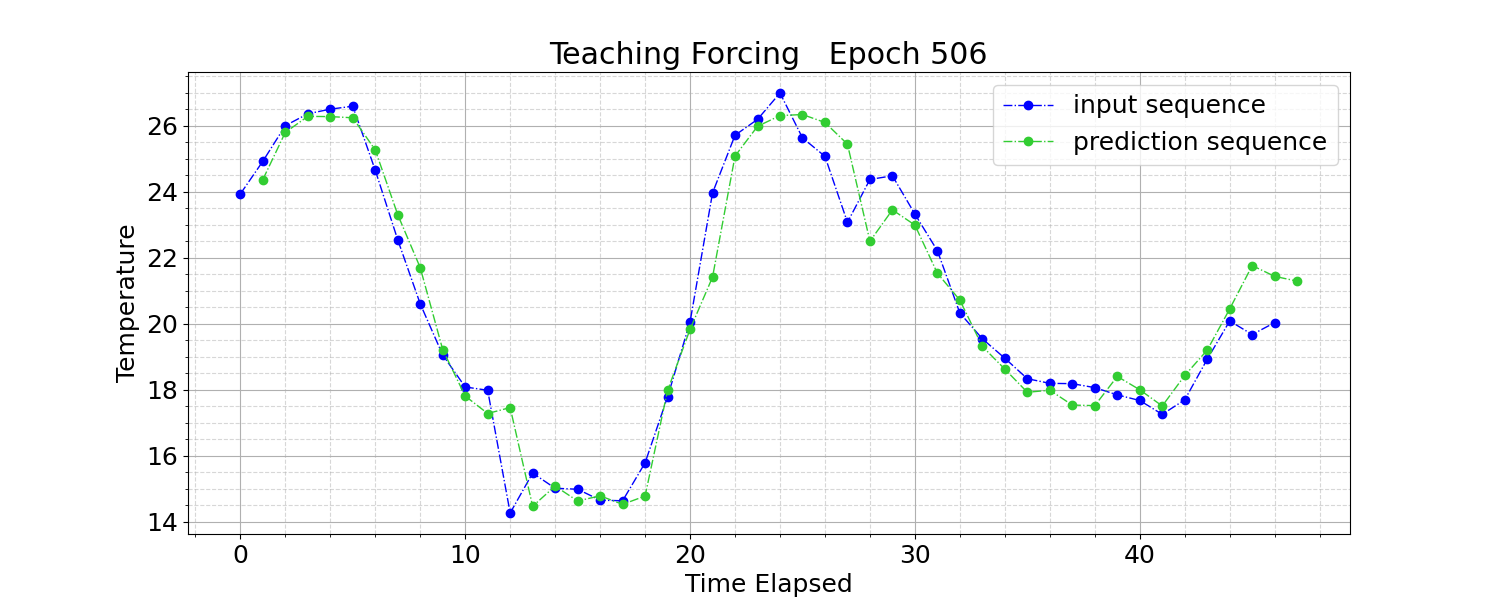 Teaching Forcing   Epoch 506
input sequence
prediction sequence
Temperature
26
24
22
20
18
16
14
0 10 20 30 40
Time Elapsed